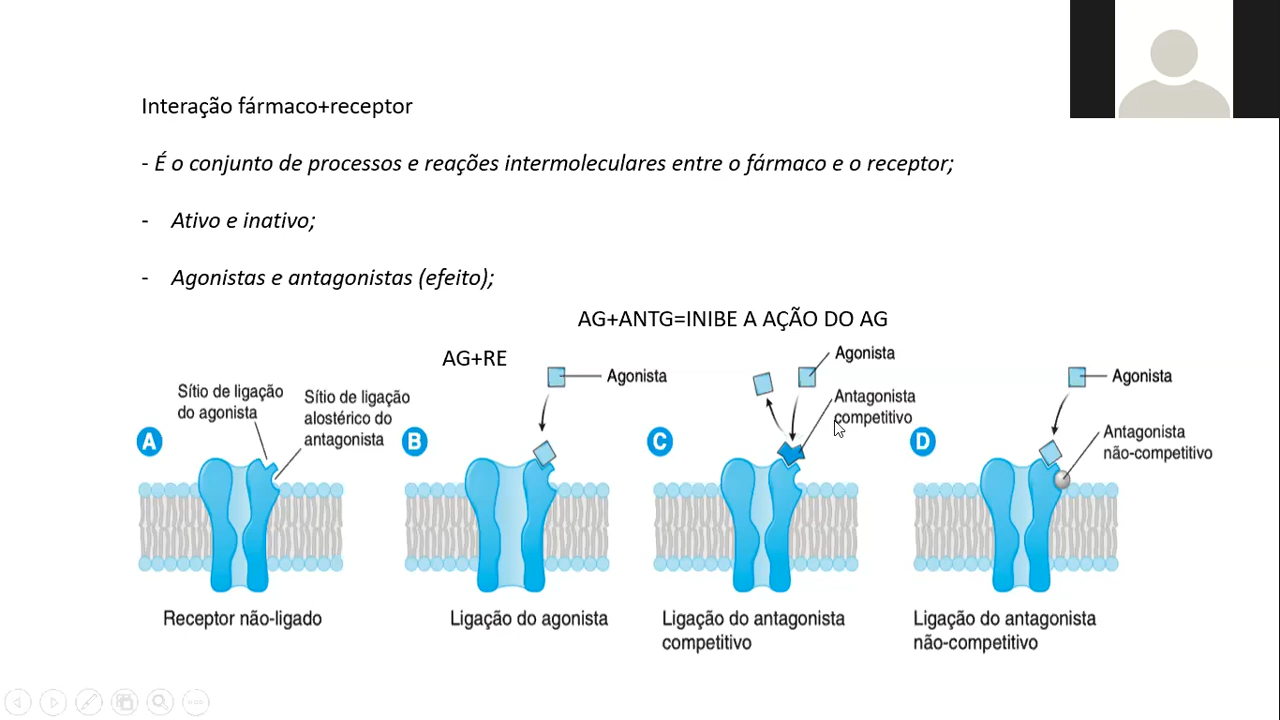 Interação fármaco+receptor
- É o conjunto de processos e reações intermoleculares entre o fármaco e o receptor;
- Ativo e inativo;
- Agonistas e antagonistas (efeito);
AG+ANTG=INIBE A AÇÃO DO AG
AG+RE
A
Sítio de ligação
do agonista
Sítio de ligação
alostérico do
antagonista
Receptor não-ligado
B
Agonista
Ligação do agonista
C
Agonista
Antagonista
competitivo
Ligação do antagonista
competitivo
D
Agonista
Antagonista
não-competitivo
Ligação do antagonista
não-competitivo